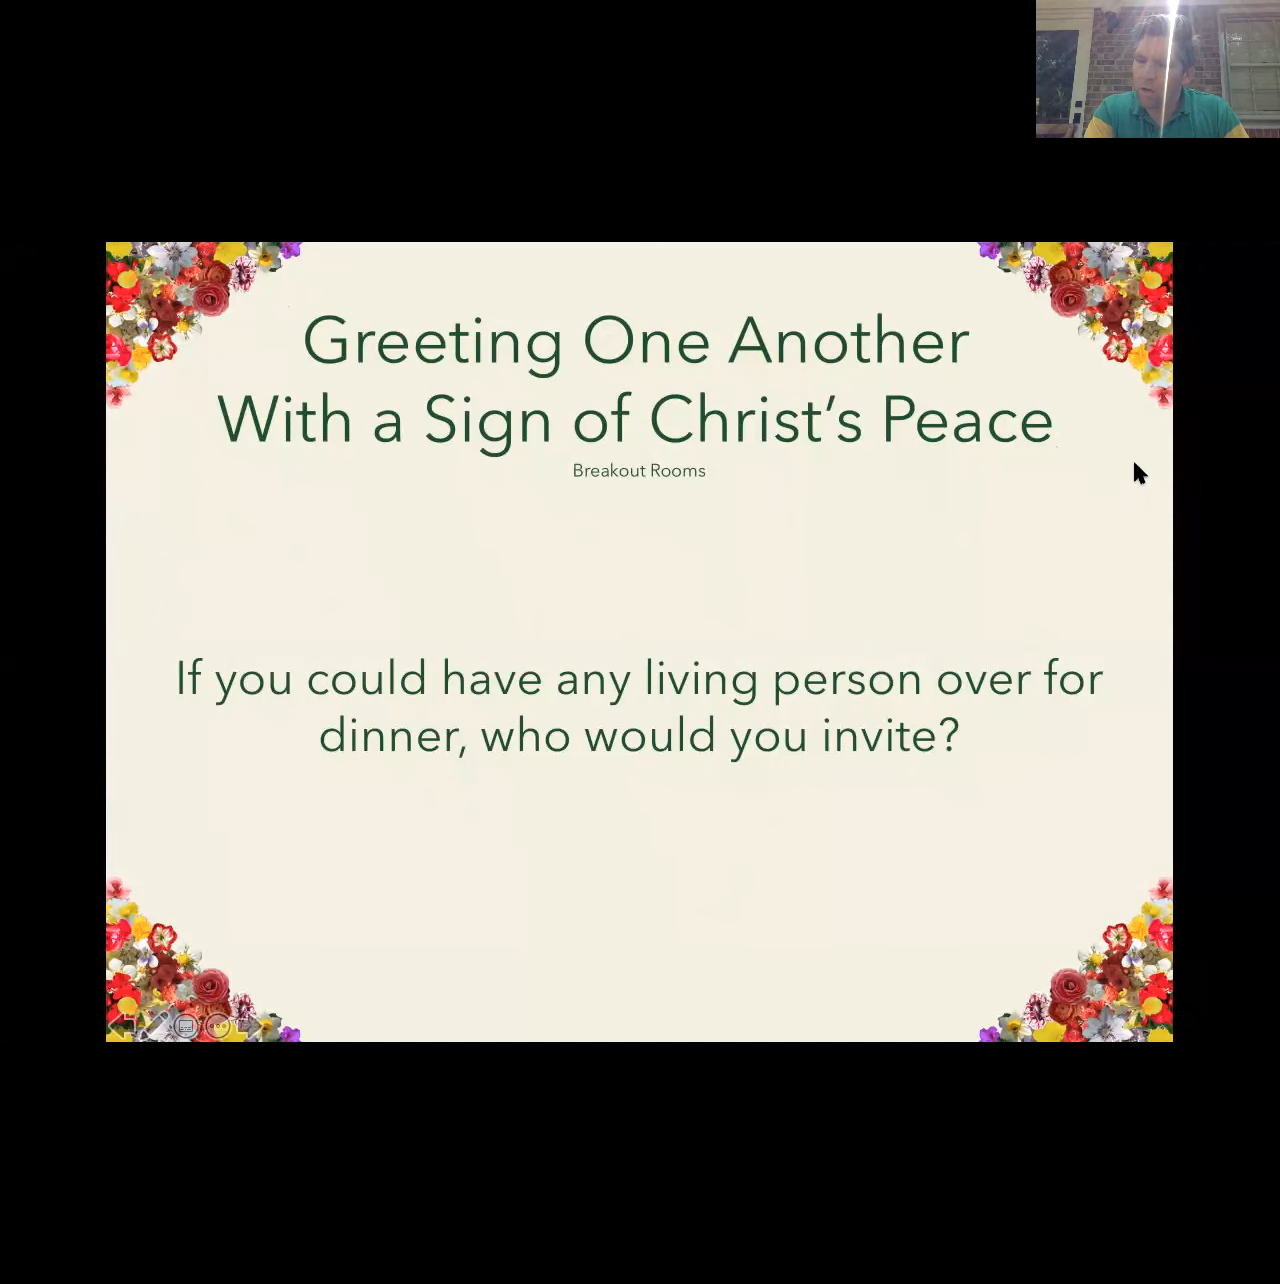 Greeting One Another
With a Sign of Christ’s Peace
Breakout Rooms
If you could have any living person over for
dinner, who would you invite?